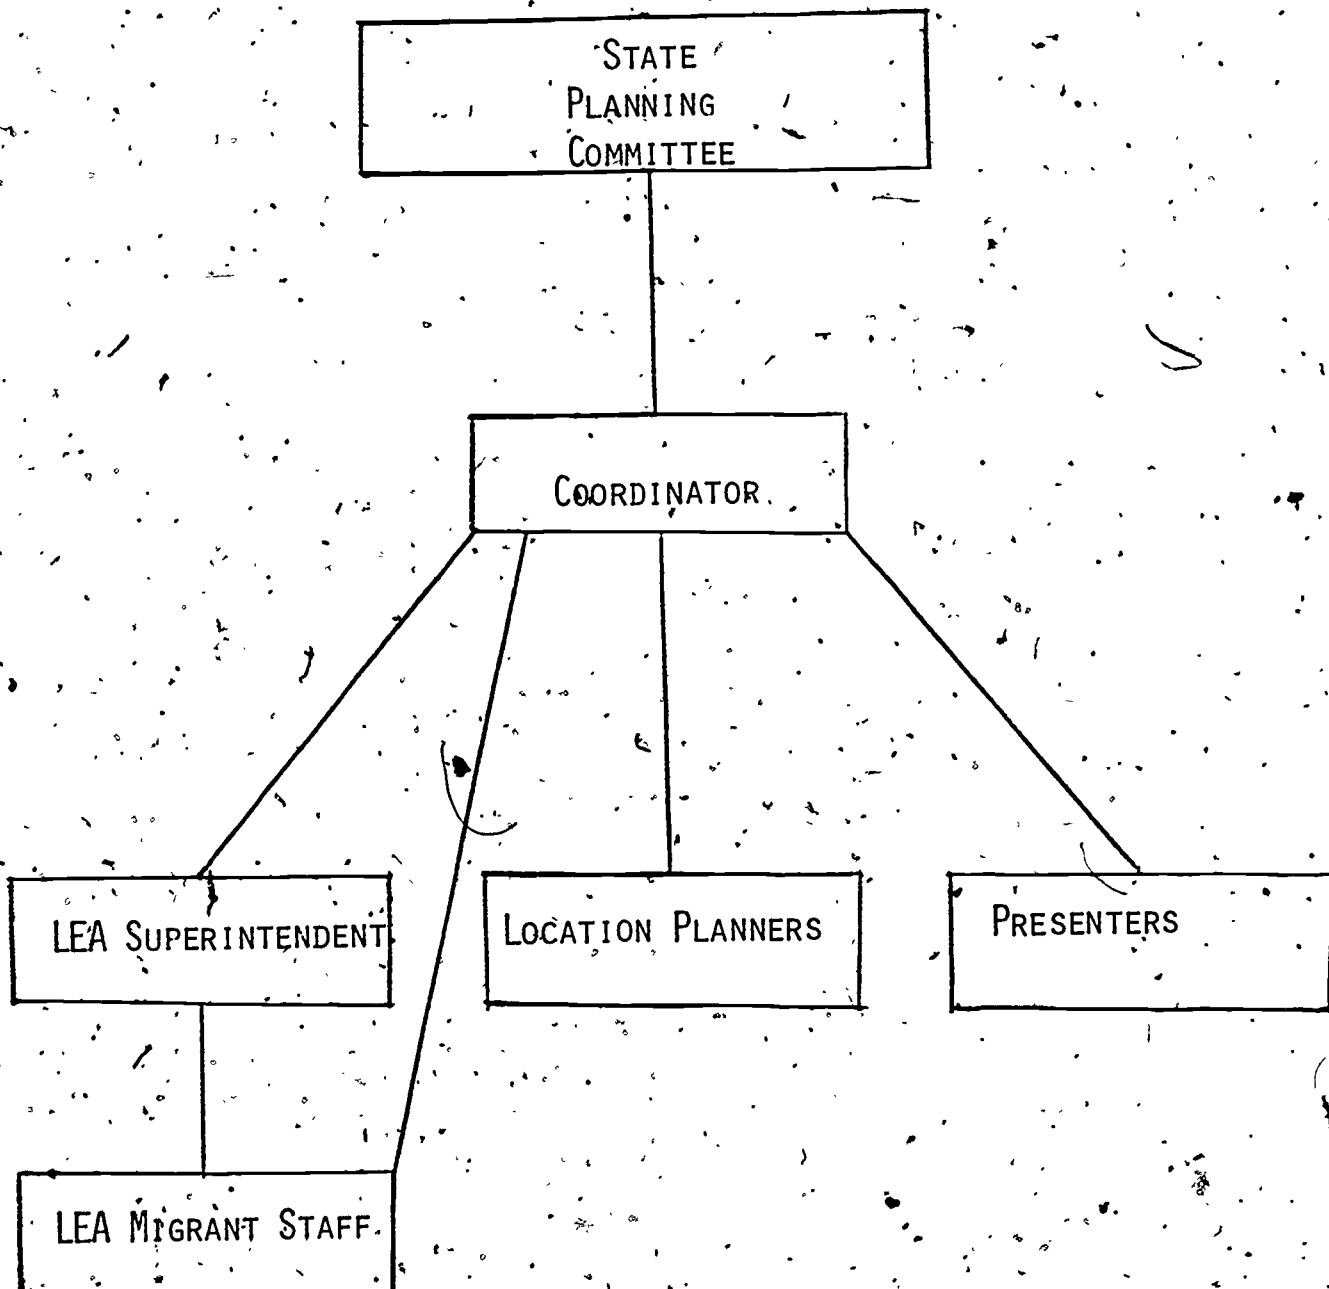 STATE
PLANNING
COMMITTEE
COORDINATOR
LEA SUPERINTENDENT
LOCATION PLANNERS
PRESENTERS
LEA MIGRANT STAFF